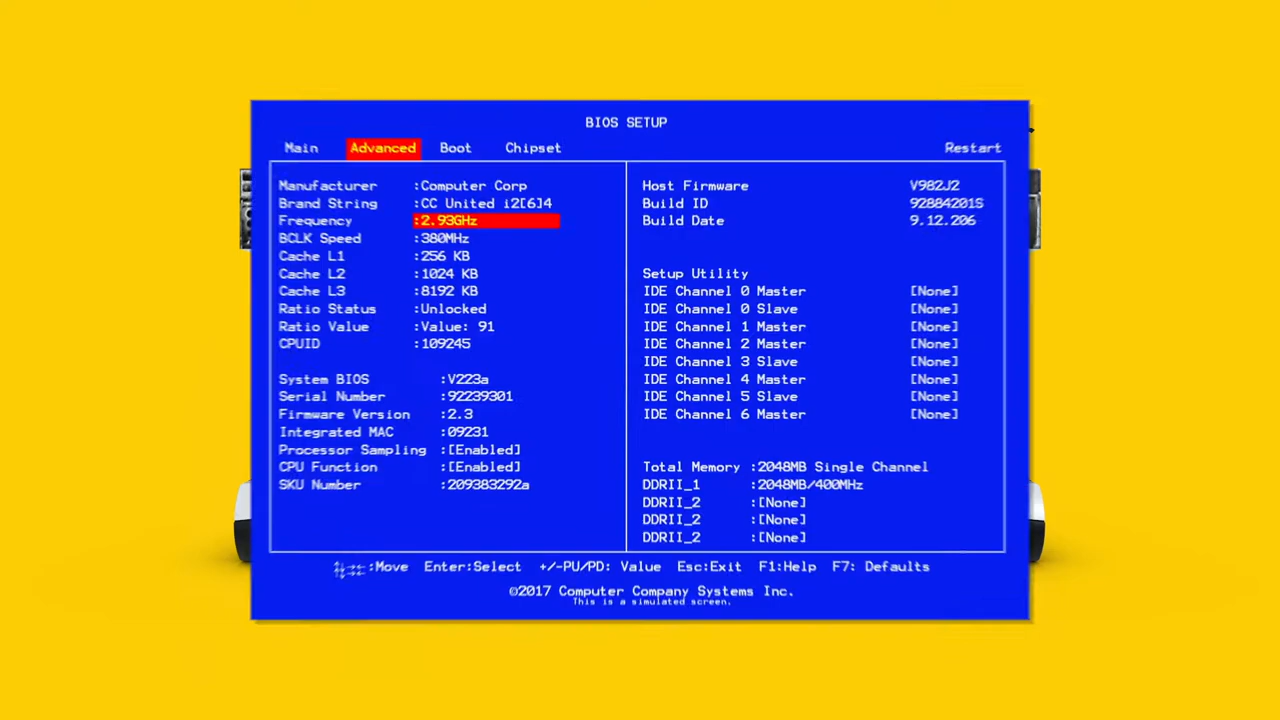 BIOS SETUP
Main Advanced Boot Chipset Restart
Manufacturer :Computer Corp
Brand String :CC United i2[6]4
Frequency :2.93GHz
BCLK Speed :380MHz
Cache L1 :256 KB
Cache L2 :1024 KB
Cache L3 :8192 KB
Ratio Status :Unlocked
Ratio Value :Value: 91
CPUID :109245
System BIOS :V223a
Serial Number :92239301
Firmware Version :2.3
Integrated MAC :09231
Processor Sampling :[Enabled]
CPU Function :[Enabled]
SKU Number :209383292a
Host Firmware V982J2
Build ID 92884201S
Build Date 9.12.206
Setup Utility
IDE Channel 0 Master [None]
IDE Channel 0 Slave [None]
IDE Channel 1 Master [None]
IDE Channel 2 Master [None]
IDE Channel 3 Slave [None]
IDE Channel 4 Master [None]
IDE Channel 5 Slave [None]
IDE Channel 6 Master [None]
Total Memory :2048MB Single Channel
DDRII_1 :2048MB/400MHz
DDRII_2 :[None]
DDRII_2 :[None]
DDRII_2 :[None]
:Move Enter:Select +/-PU/PD: Value Esc:Exit F1:Help F7: Defaults
©2017 Computer Company Systems Inc.
This is a simulated screen.